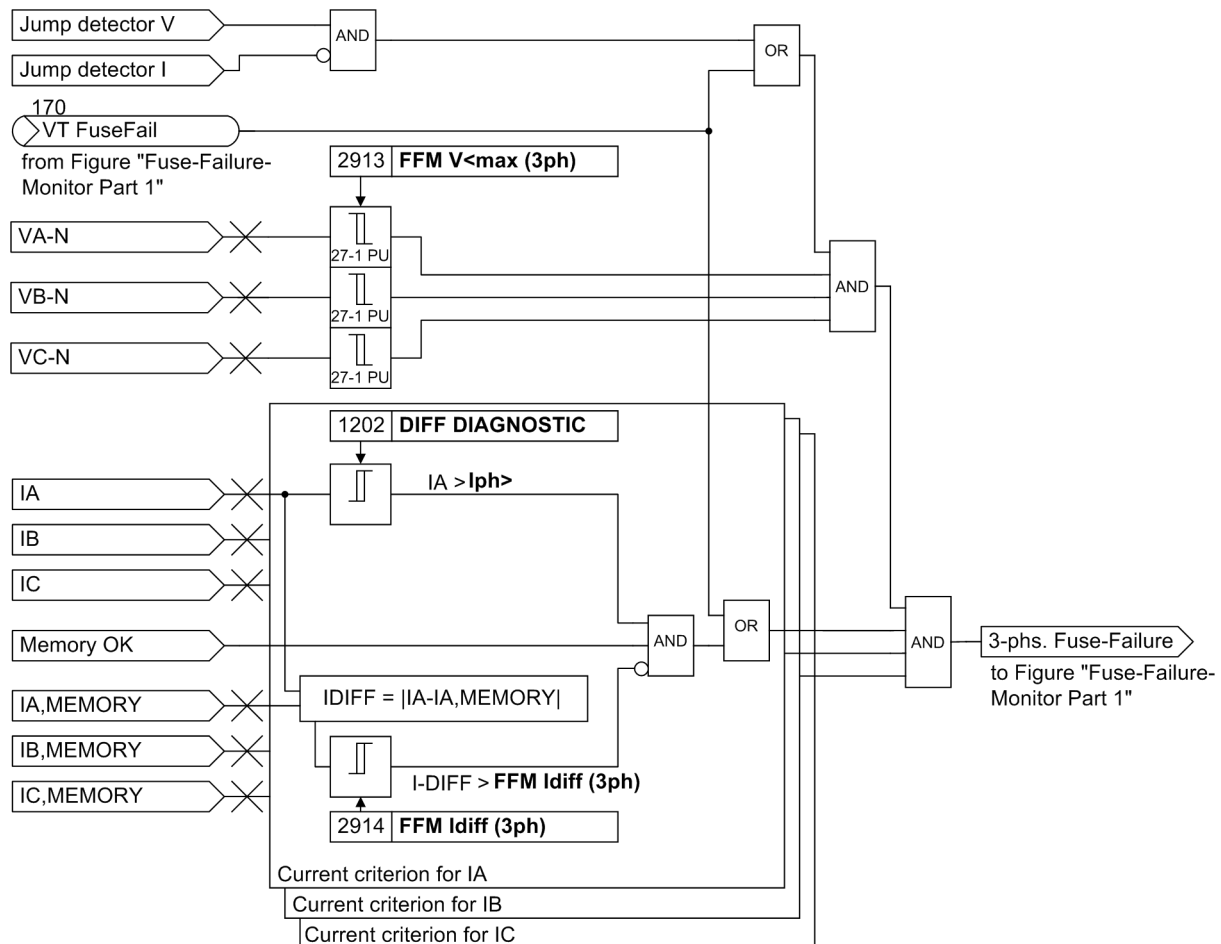 Jump detector V
AND
OR
Jump detector I
170
VT FuseFail
from Figure "Fuse-Failure-
Monitor Part 1"
2913 FFM V<max (3ph)
VA-N
27-1 PU
AND
VB-N
27-1 PU
VC-N
27-1 PU
1202 DIFF DIAGNOSTIC
IA
IA >Iph>
IB
IC
Memory OK
AND
OR
AND
3-phs. Fuse-Failure
to Figure "Fuse-Failure-
Monitor Part 1"
IA,MEMORY
IDIFF = |IA-IA,MEMORY|
IB,MEMORY
I-DIFF > FFM Idiff (3ph)
IC,MEMORY
2914 FFM Idiff (3ph)
Current criterion for IA
Current criterion for IB
Current criterion for IC